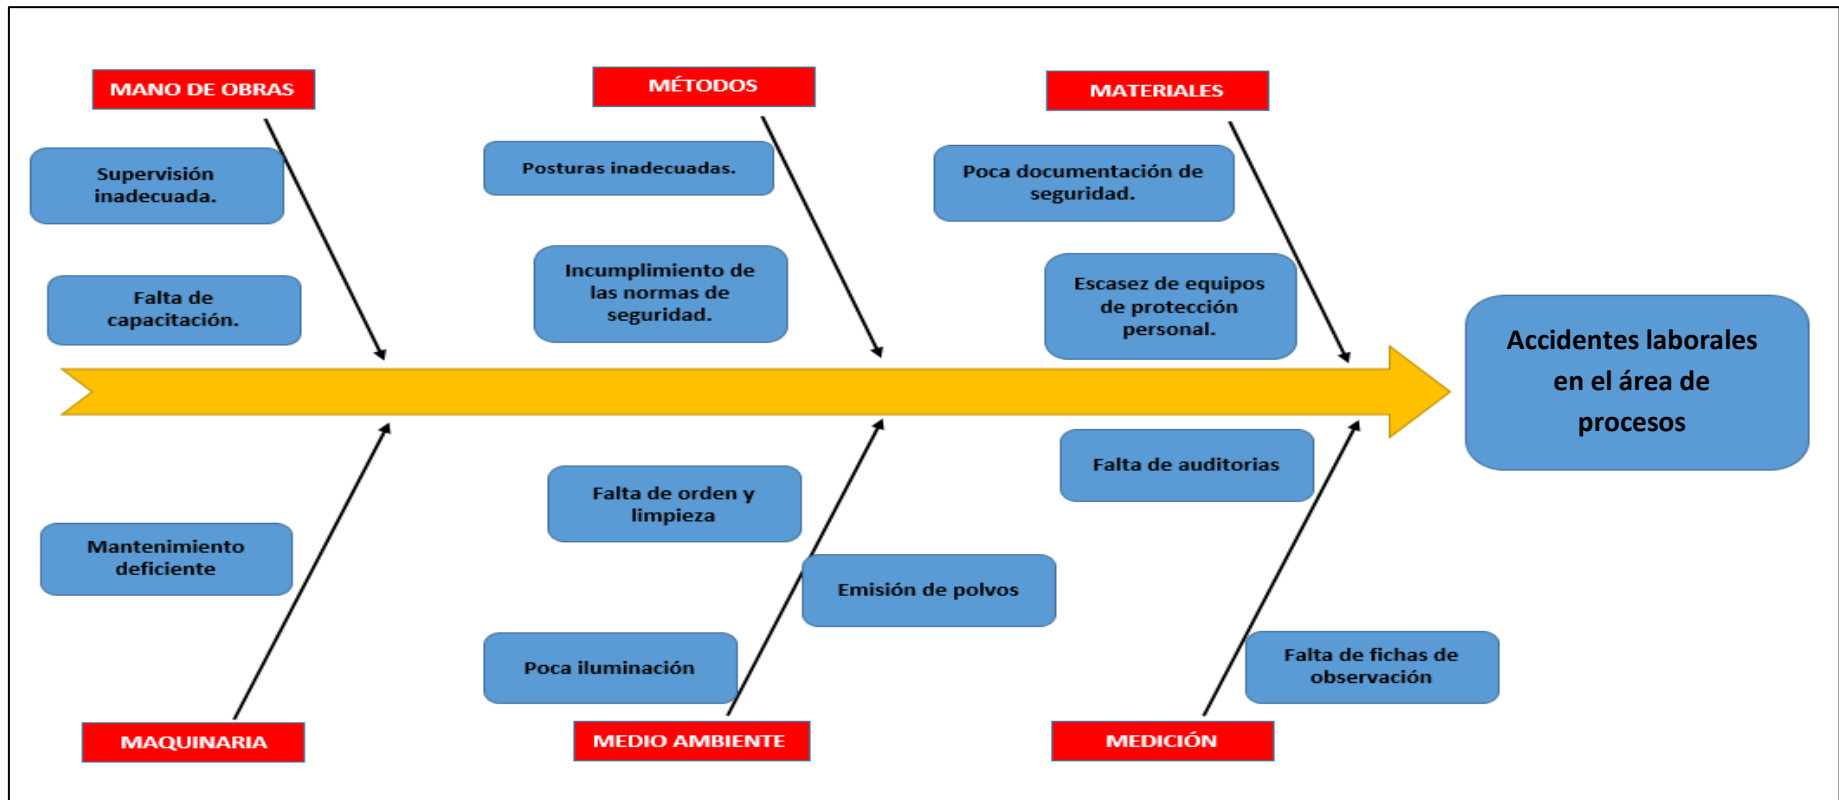 MANO DE OBRAS
MÉTODOS
MATERIALES
Supervisión
inadecuada.
Posturas inadecuadas.
Poca documentación de
seguridad.
Falta de
capacitación.
Incumplimiento de
las normas de
seguridad.
Escasez de equipos
de protección
personal.
Accidentes laborales
en el área de
procesos
Mantenimiento
deficiente
Falta de orden y
limpieza
Emisión de polvos
Poca iluminación
Falta de auditorias
Falta de fichas de
observación
MAQUINARIA
MEDIO AMBIENTE
MEDICIÓN